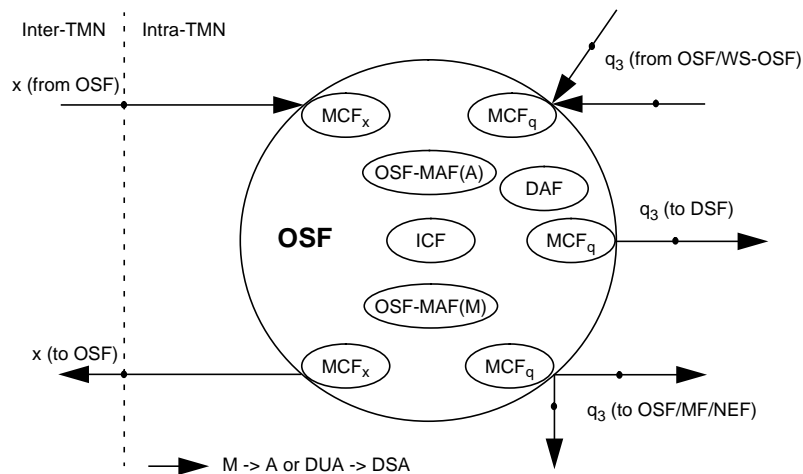 Inter-TMN
Intra-TMN
q3 (from OSF/WS-OSF)
x (from OSF)
MCFx
MCFq
OSF-MAF(A)
DAF
q3 (to DSF)
OSF
ICF
MCFq
OSF-MAF(M)
x (to OSF)
MCFx
MCFq
q3 (to OSF/MF/NEF)
M -> A or DUA -> DSA